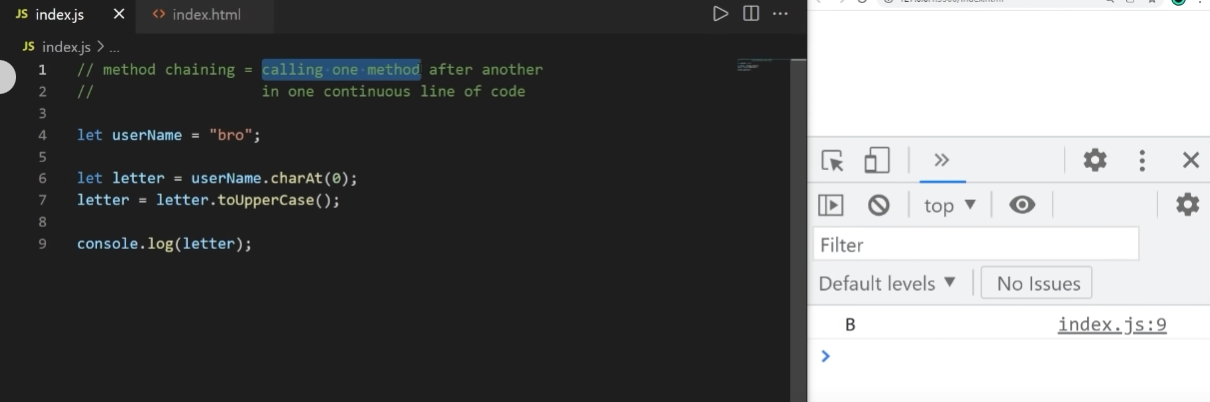 JS index.js
<> index.html
JS index.js > ...
1 // method chaining = calling one method after another
2 // in one continuous line of code
3
4 let userName = "bro";
5
6 let letter = userName.charAt(0);
7 letter = letter.toUpperCase();
8
9 console.log(letter);
top
Filter
Default levels
No Issues
B index.js:9